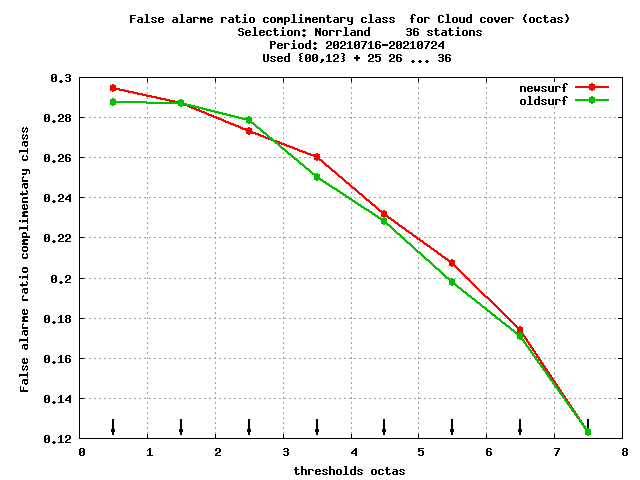 False alarme ratio complimentary class  for Cloud cover (octas)
Selection: Norrland     36 stations
Period: 20210716-20210724
Used {00,12} + 25 26 ... 36
newsurf
oldsurf
False alarme ratio complimentary class
0.3
0.28
0.26
0.24
0.22
0.2
0.18
0.16
0.14
0.12
0 1 2 3 4 5 6 7 8
thresholds octas